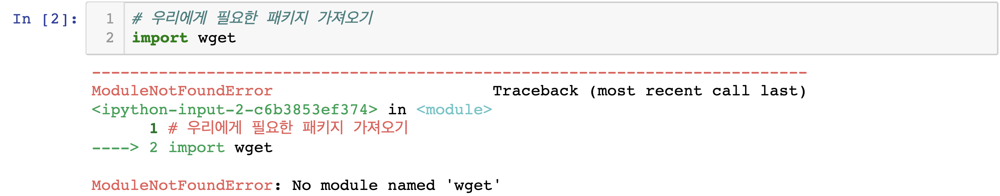 In [2]:
1 # 우리에게 필요한 패키지 가져오기
2 import wget
---------------------------------------------------------------------------
ModuleNotFoundError                       Traceback (most recent call last)
<ipython-input-2-c6b3853ef374> in <module>
      1 # 우리에게 필요한 패키지 가져오기
----> 2 import wget
ModuleNotFoundError: No module named 'wget'